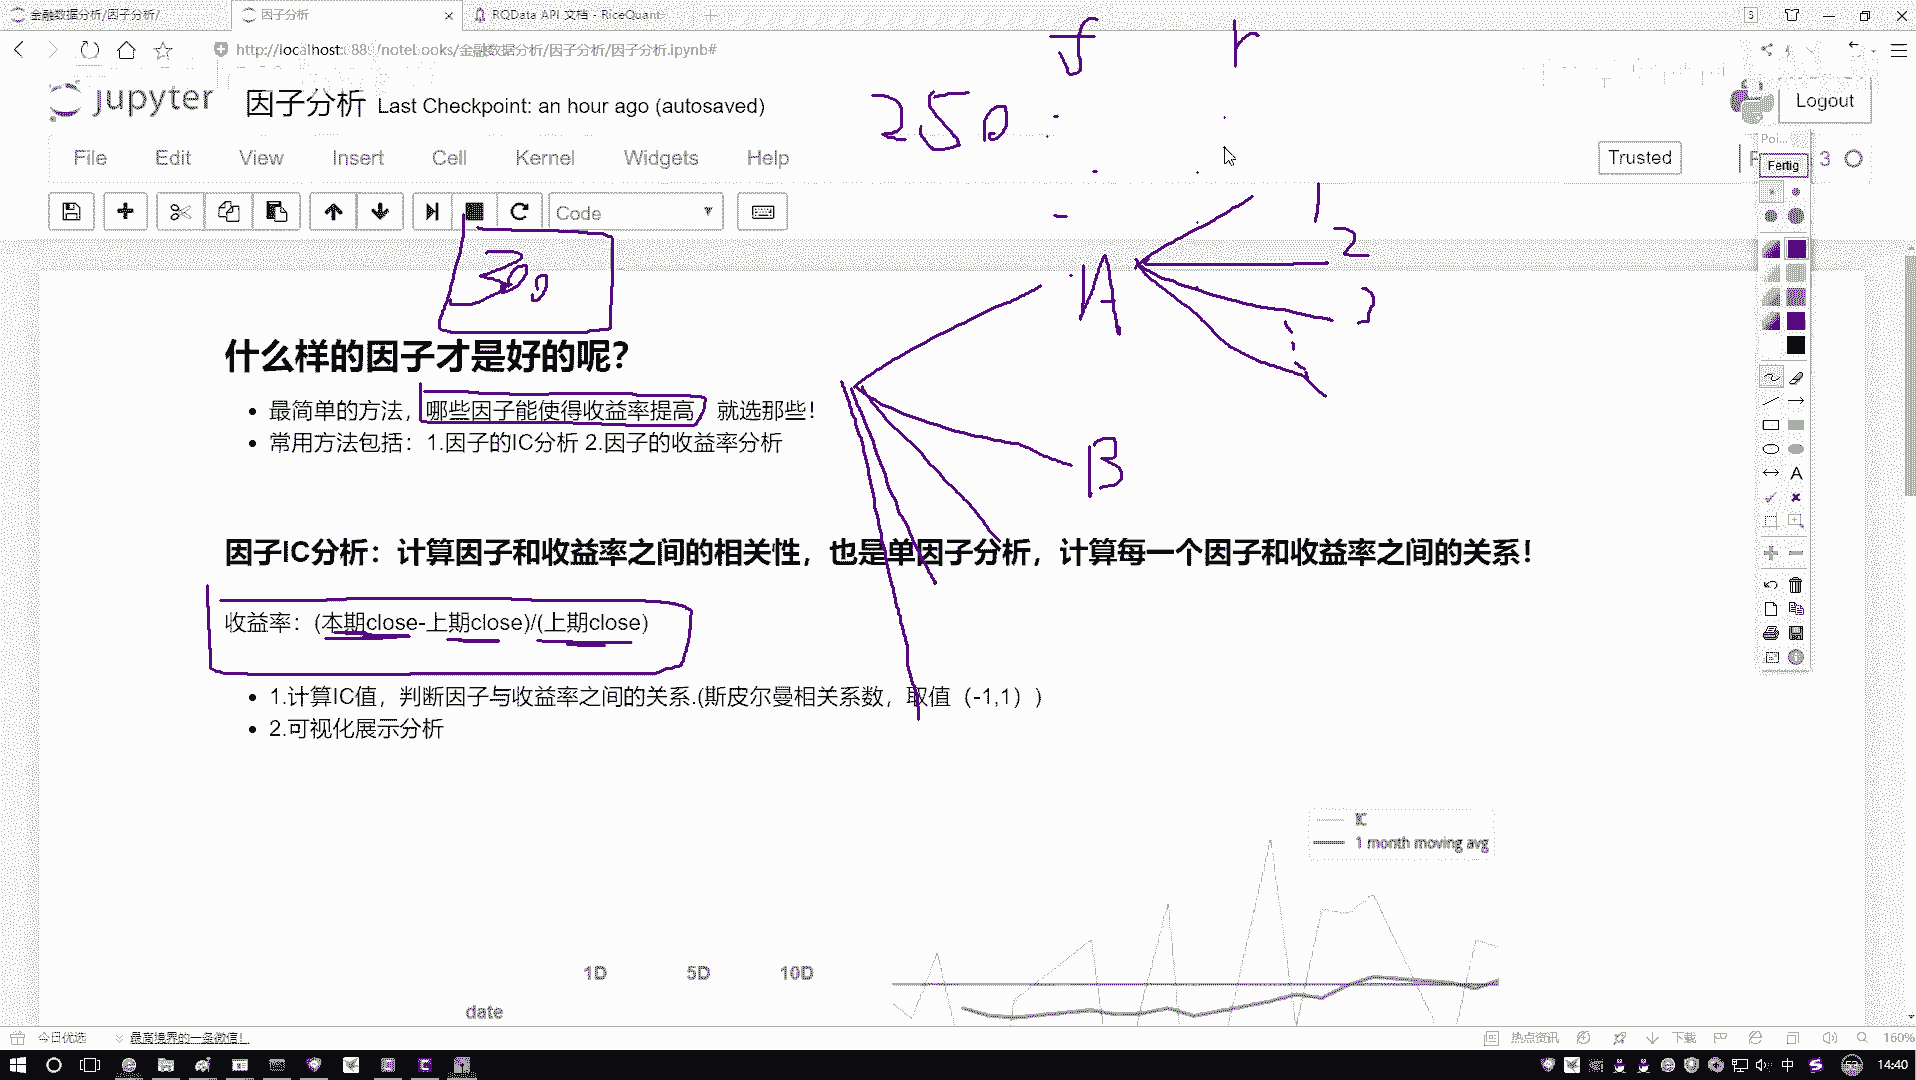 金融数据分析/因子分析/
因子分析
RQData API 文档 - RiceQuant
http://localhost:88 /notebooks/金融数据分析/因子分析/因子分析.ipynb#
f r
250
jupyter 因子分析 Last Checkpoint: an hour ago (autosaved)
Logout
File Edit View Insert Cell Kernel Widgets Help
Trusted
3
Poi...
Fertig
Code
300
A
1
2
3
B
什么样的因子才是好的呢？
最简单的方法，哪些因子能使得收益率提高 就选那些！
常用方法包括：1.因子的IC分析 2.因子的收益率分析
因子IC分析：计算因子和收益率之间的相关性，也是单因子分析，计算每一个因子和收益率之间的关系！
收益率：(本期close-上期close)/(上期close)
1.计算IC值，判断因子与收益率之间的关系.(斯皮尔曼相关系数，取值（-1,1）)
2.可视化展示分析
IC
1 month moving avg
1D 5D 10D
date
今日优选
最高境界的一条微信！
热点资讯
下载
160%
中
14:40